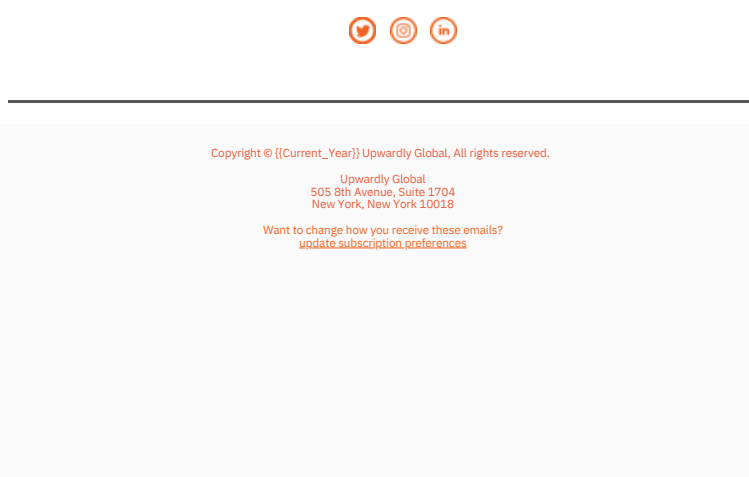 in
Copyright © {{Current_Year}} Upwardly Global, All rights reserved.
Upwardly Global
505 8th Avenue, Suite 1704
New York, New York 10018
Want to change how you receive these emails?
update subscription preferences